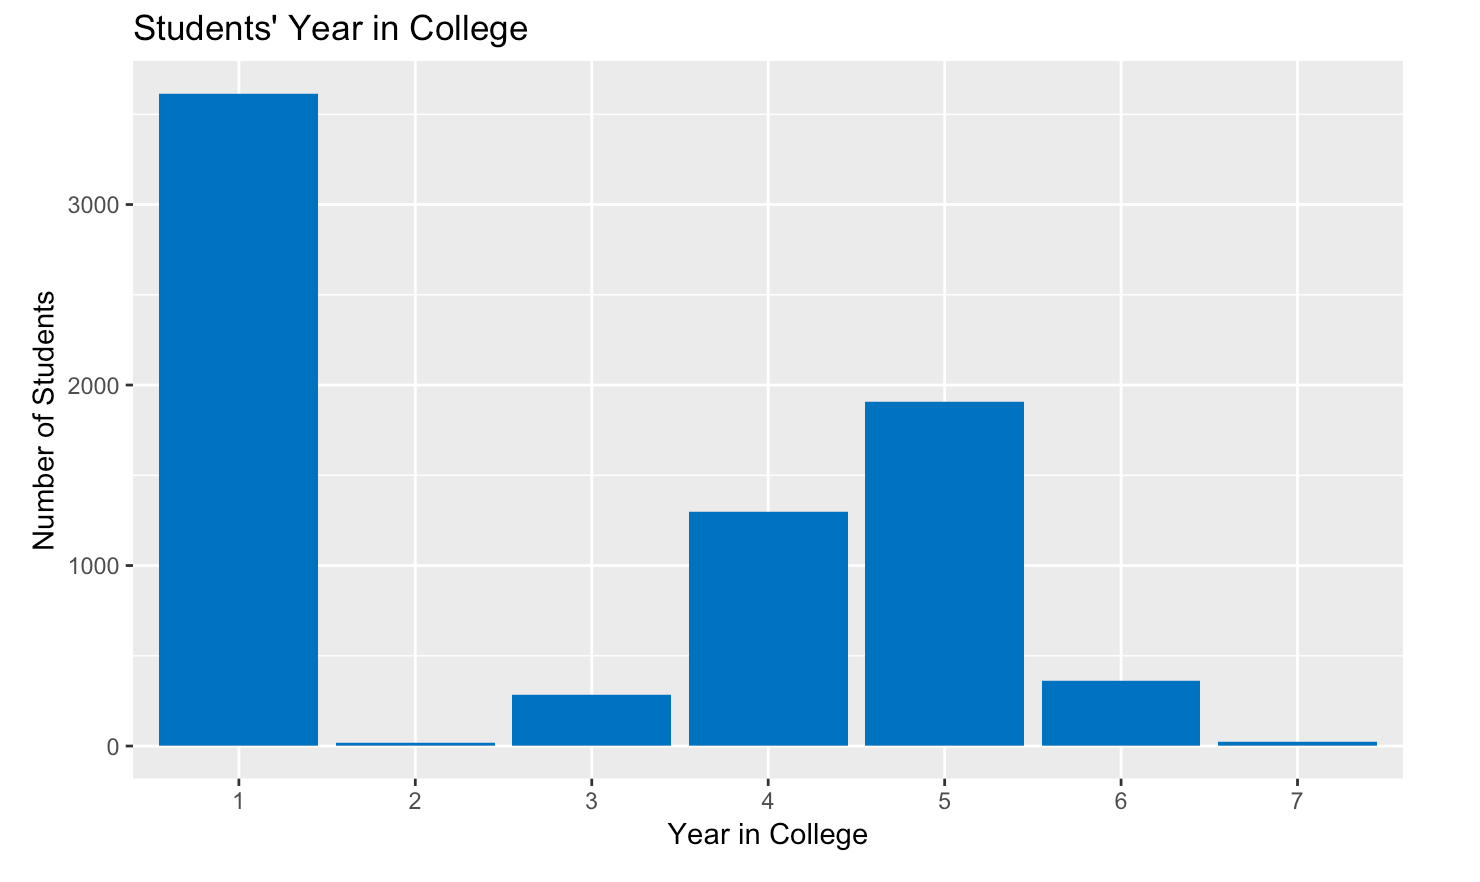 Students' Year in College
Number of Students
3000
2000
1000
0
1 2 3 4 5 6 7
Year in College